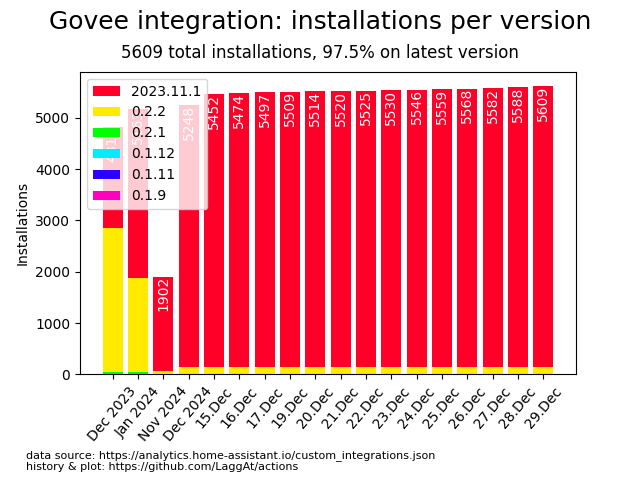 Govee integration: installations per version
5609 total installations, 97.5% on latest version
2023.11.1
0.2.2
0.2.1
0.1.12
0.1.11
0.1.9
Installations
5000
4000
3000
2000
1000
0
1902
5248
5452
5474
5497
5509
5514
5520
5525
5530
5546
5559
5568
5582
5588
5609
Dec 2023
Jan 2024
Nov 2024
Dec 2024
15.Dec
16.Dec
17.Dec
19.Dec
20.Dec
21.Dec
22.Dec
23.Dec
24.Dec
25.Dec
26.Dec
27.Dec
28.Dec
29.Dec
data source: https://analytics.home-assistant.io/custom_integrations.json
history & plot: https://github.com/LaggAt/actions